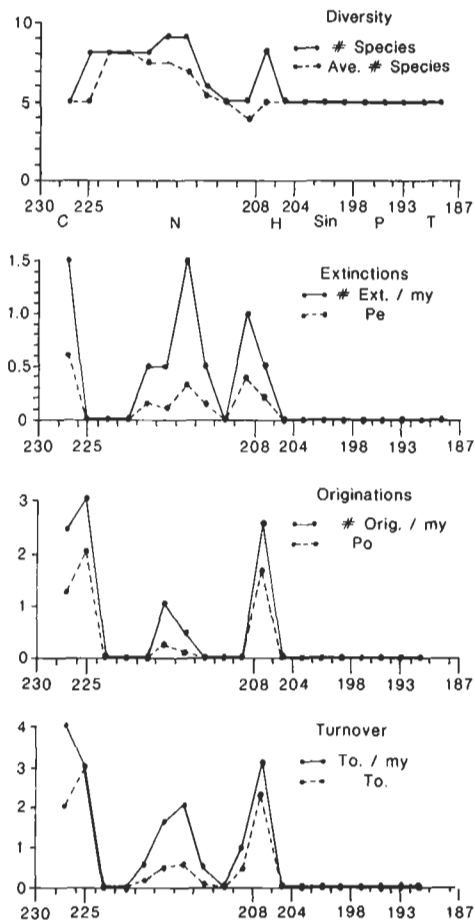 Diversity
# Species
Ave. # Species
10
5
0
230 225 208 204 198 193 187
C N H Sin P T
Extinctions
# Ext. / my
Pe
1.5
1.0
0.5
0
230 225 208 204 198 193 187
Originations
# Orig. / my
Po
3
2
1
0
230 225 208 204 198 193 187
Turnover
To. / my
To.
4
3
2
1
0
230 225 208 204 198 193 187